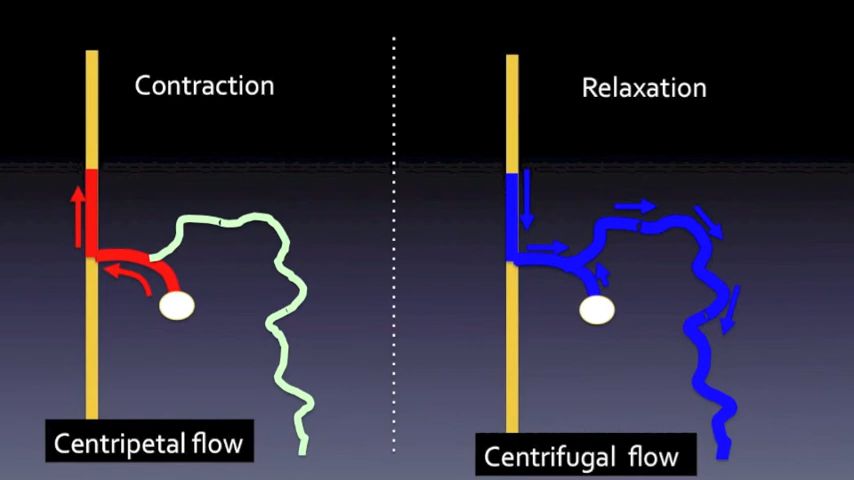 Contraction
Relaxation
Centripetal flow
Centrifugal flow